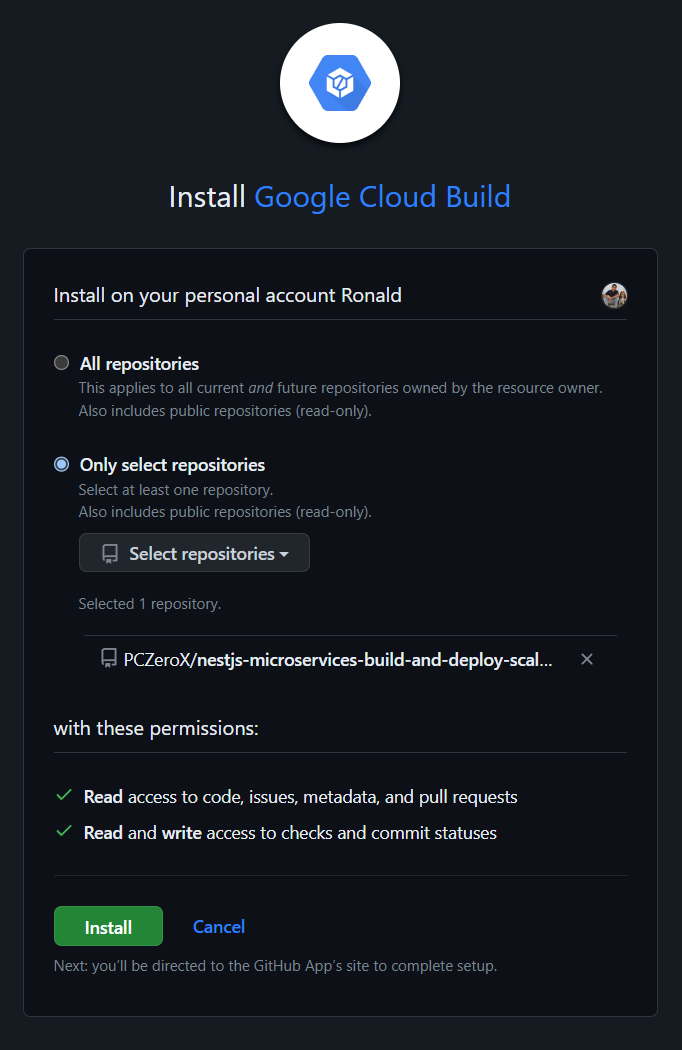 Install Google Cloud Build
Install on your personal account Ronald
All repositories
This applies to all current and future repositories owned by the resource owner.
Also includes public repositories (read-only).
Only select repositories
Select at least one repository.
Also includes public repositories (read-only).
Select repositories
Selected 1 repository.
PCZeroX/nestjs-microservices-build-and-deploy-scal...
with these permissions:
Read access to code, issues, metadata, and pull requests
Read and write access to checks and commit statuses
Install Cancel
Next: you'll be directed to the GitHub App's site to complete setup.